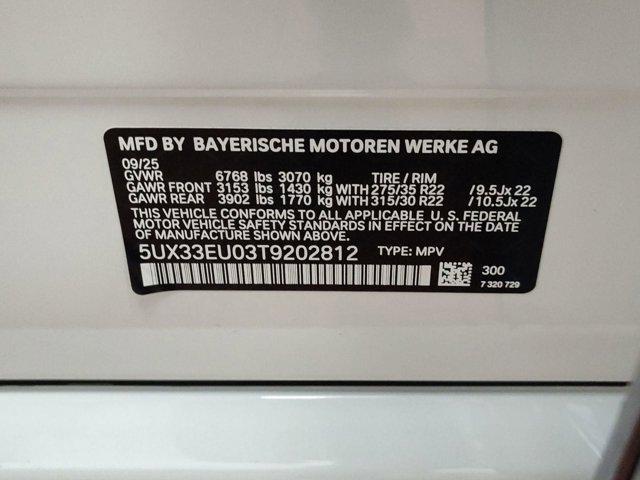 MFD BY BAYERISCHE MOTOREN WERKE AG
09/25
GVWR 6768 lbs 3070 kg TIRE / RIM
GAWR FRONT 3153 lbs 1430 kg WITH 275/35 R22 / 9.5Jx 22
GAWR REAR 3902 lbs 1770 kg WITH 315/30 R22 / 10.5Jx 22
THIS VEHICLE CONFORMS TO ALL APPLICABLE U. S. FEDERAL
MOTOR VEHICLE SAFETY STANDARDS IN EFFECT ON THE DATE
OF MANUFACTURE SHOWN ABOVE.
5UX33EU03T9202812 TYPE: MPV
300
7 320 729